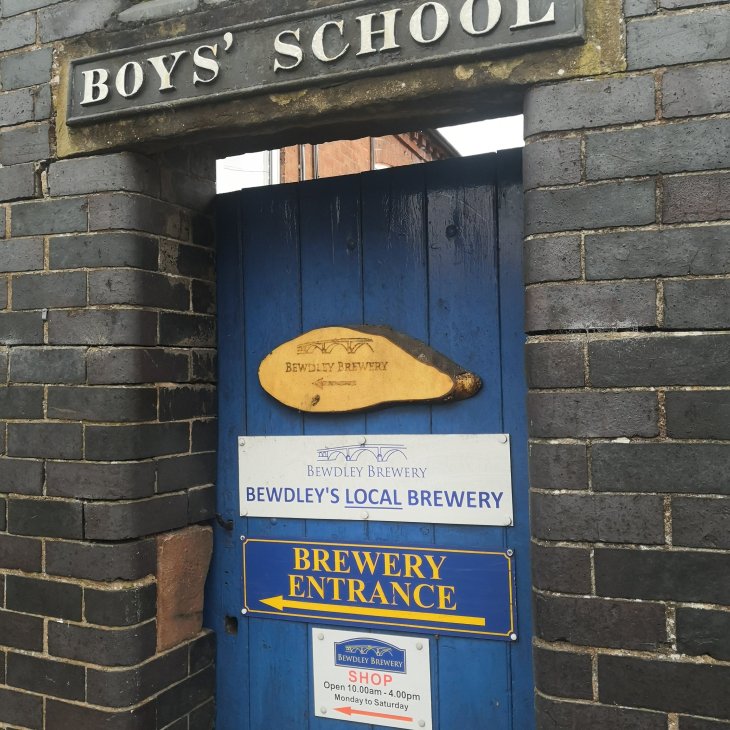 BOYS' SCHOOL
BEWDLEY BREWERY
BEWDLEY BREWERY
BEWDLEY'S LOCAL BREWERY
BREWERY
ENTRANCE
BEWDLEY BREWERY
SHOP
Open 10.00am - 4.00pm
Monday to Saturday